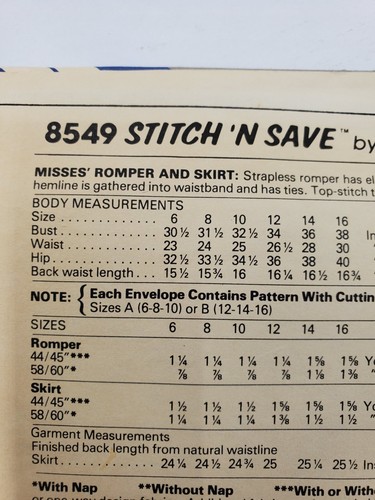 8549 STITCH 'N SAVE™ by
MISSES' ROMPER AND SKIRT: Strapless romper has el
hemline is gathered into waistband and has ties. Top-stitch t
BODY MEASUREMENTS
Size . . . . . . . . . . . . 6 8 10 12 14 16
Bust . . . . . . . . . . . . 30½ 31½ 32½ 34 36 38 In
Waist . . . . . . . . . . . . 23 24 25 26½ 28 30 "
Hip . . . . . . . . . . . . 32½ 33½ 34½ 36 38 40
Back waist length . . . 15½ 15¾ 16 16¼ 16½ 16¾ "
NOTE: { Each Envelope Contains Pattern With Cuttin
Sizes A (6-8-10) or B (12-14-16)
SIZES 6 8 10 12 14 16
Romper
44/45"*** 1¼ 1¼ 1¼ 1¼ 1⅝ 1⅝ Y
58/60"* ⅞ ⅞ ⅞ ⅞ 1⅛ 1⅜ "
Skirt
44/45"*** 1½ 1½ 1½ 1⅝ 1⅝ 1⅝ Y
58/60"* 1¼ 1¼ 1¼ 1⅜ 1½ 1½ "
Garment Measurements
Finished back length from natural waistline
Skirt . . . . . . . . . . . . 24¼ 24½ 24¾ 25 25¼ 25½ In
*With Nap **Without Nap ***With or With